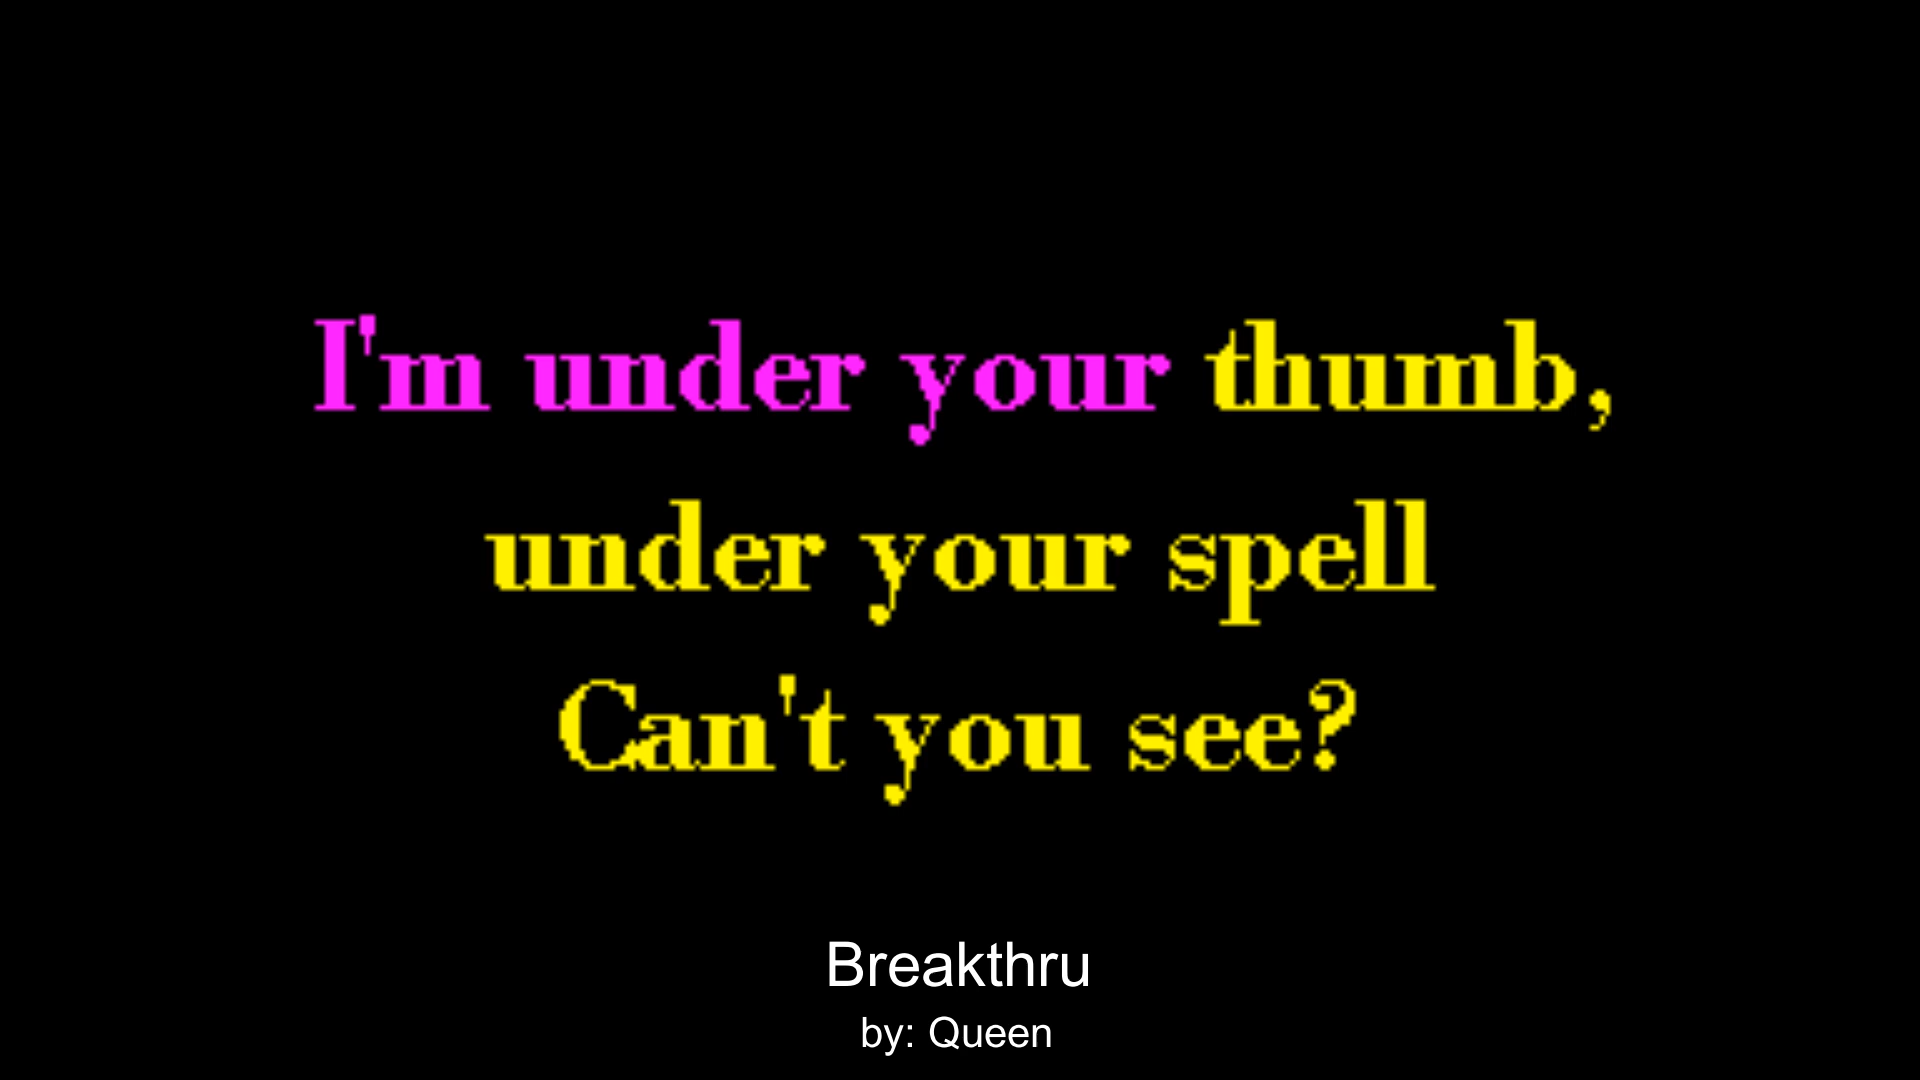 I'm under your thumb,
under your spell
Can't you see?
Breakthru
by: Queen